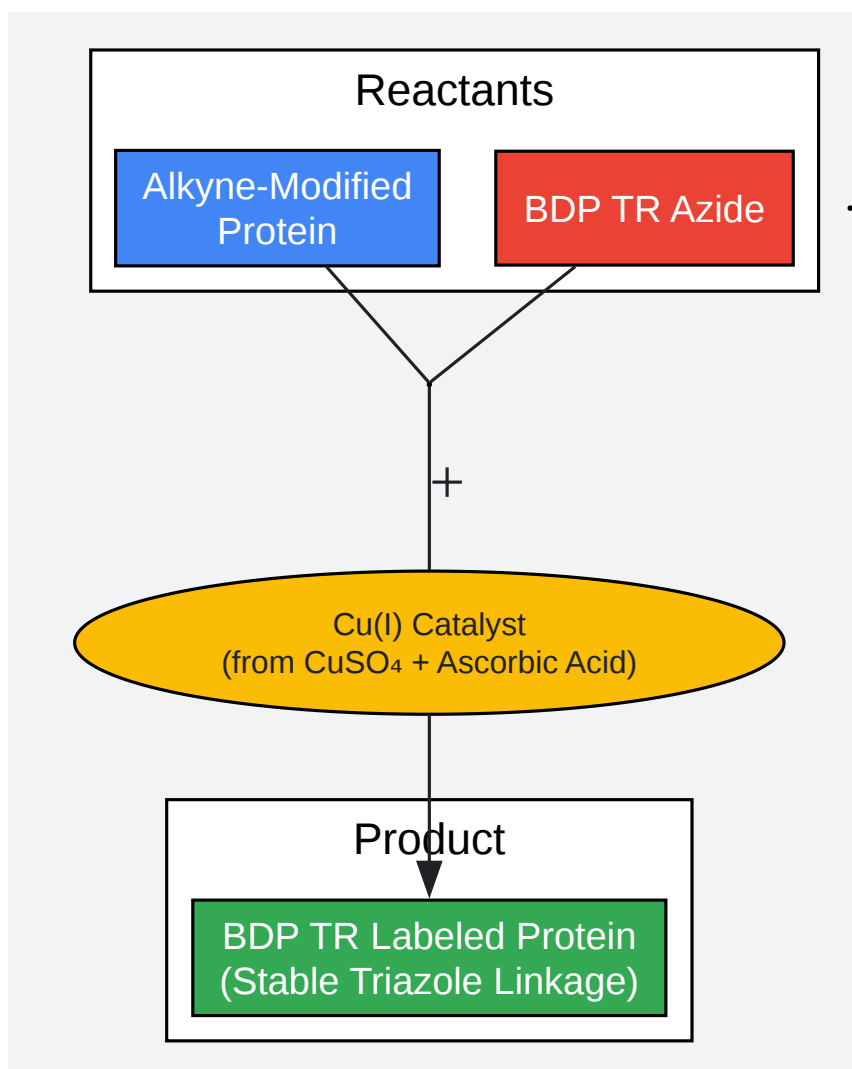 Reactants
Alkyne-Modified
Protein
BDP TR Azide
+
Cu(I) Catalyst
(from CuSO₄ + Ascorbic Acid)
Product
BDP TR Labeled Protein
(Stable Triazole Linkage)